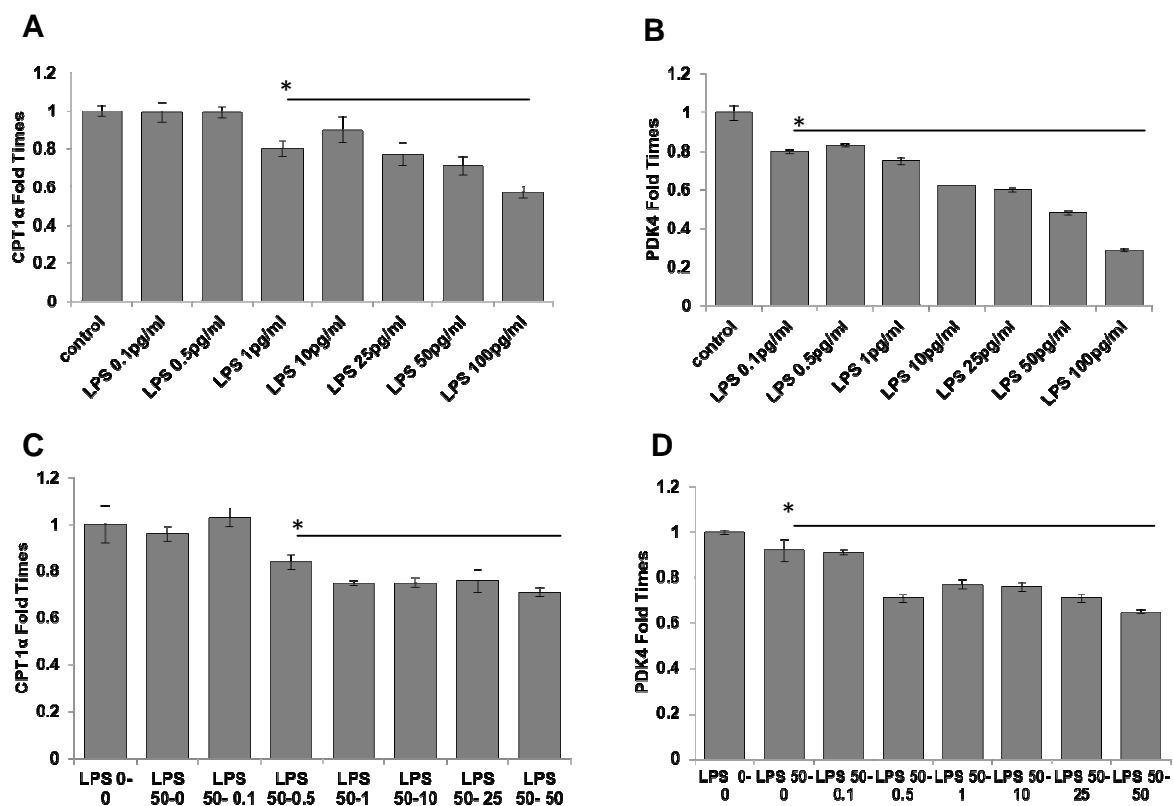 A
1.2
*
1
0.8
0.6
0.4
0.2
0
CPT1α Fold Times
control
LPS 0.1pg/ml
LPS 0.5pg/ml
LPS 1pg/ml
LPS 10pg/ml
LPS 25pg/ml
LPS 50pg/ml
LPS 100pg/ml
B
1.2
*
1
0.8
0.6
0.4
0.2
0
PDK4 Fold Times
control
LPS 0.1pg/ml
LPS 0.5pg/ml
LPS 1pg/ml
LPS 10pg/ml
LPS 25pg/ml
LPS 50pg/ml
LPS 100pg/ml
C
1.2
*
1
0.8
0.6
0.4
0.2
0
CPT1α Fold Times
LPS 0-
0
LPS
50-0
LPS
50- 0.1
LPS
50-0.5
LPS
50-1
LPS
50-10
LPS
50- 25
LPS
50- 50
D
1.2
*
1
0.8
0.6
0.4
0.2
0
PDK4 Fold Times
LPS 0-
0
LPS 50-
0
LPS 50-
0.1
LPS 50-
0.5
LPS 50-
1
LPS 50-
10
LPS 50-
25
LPS 50-
50